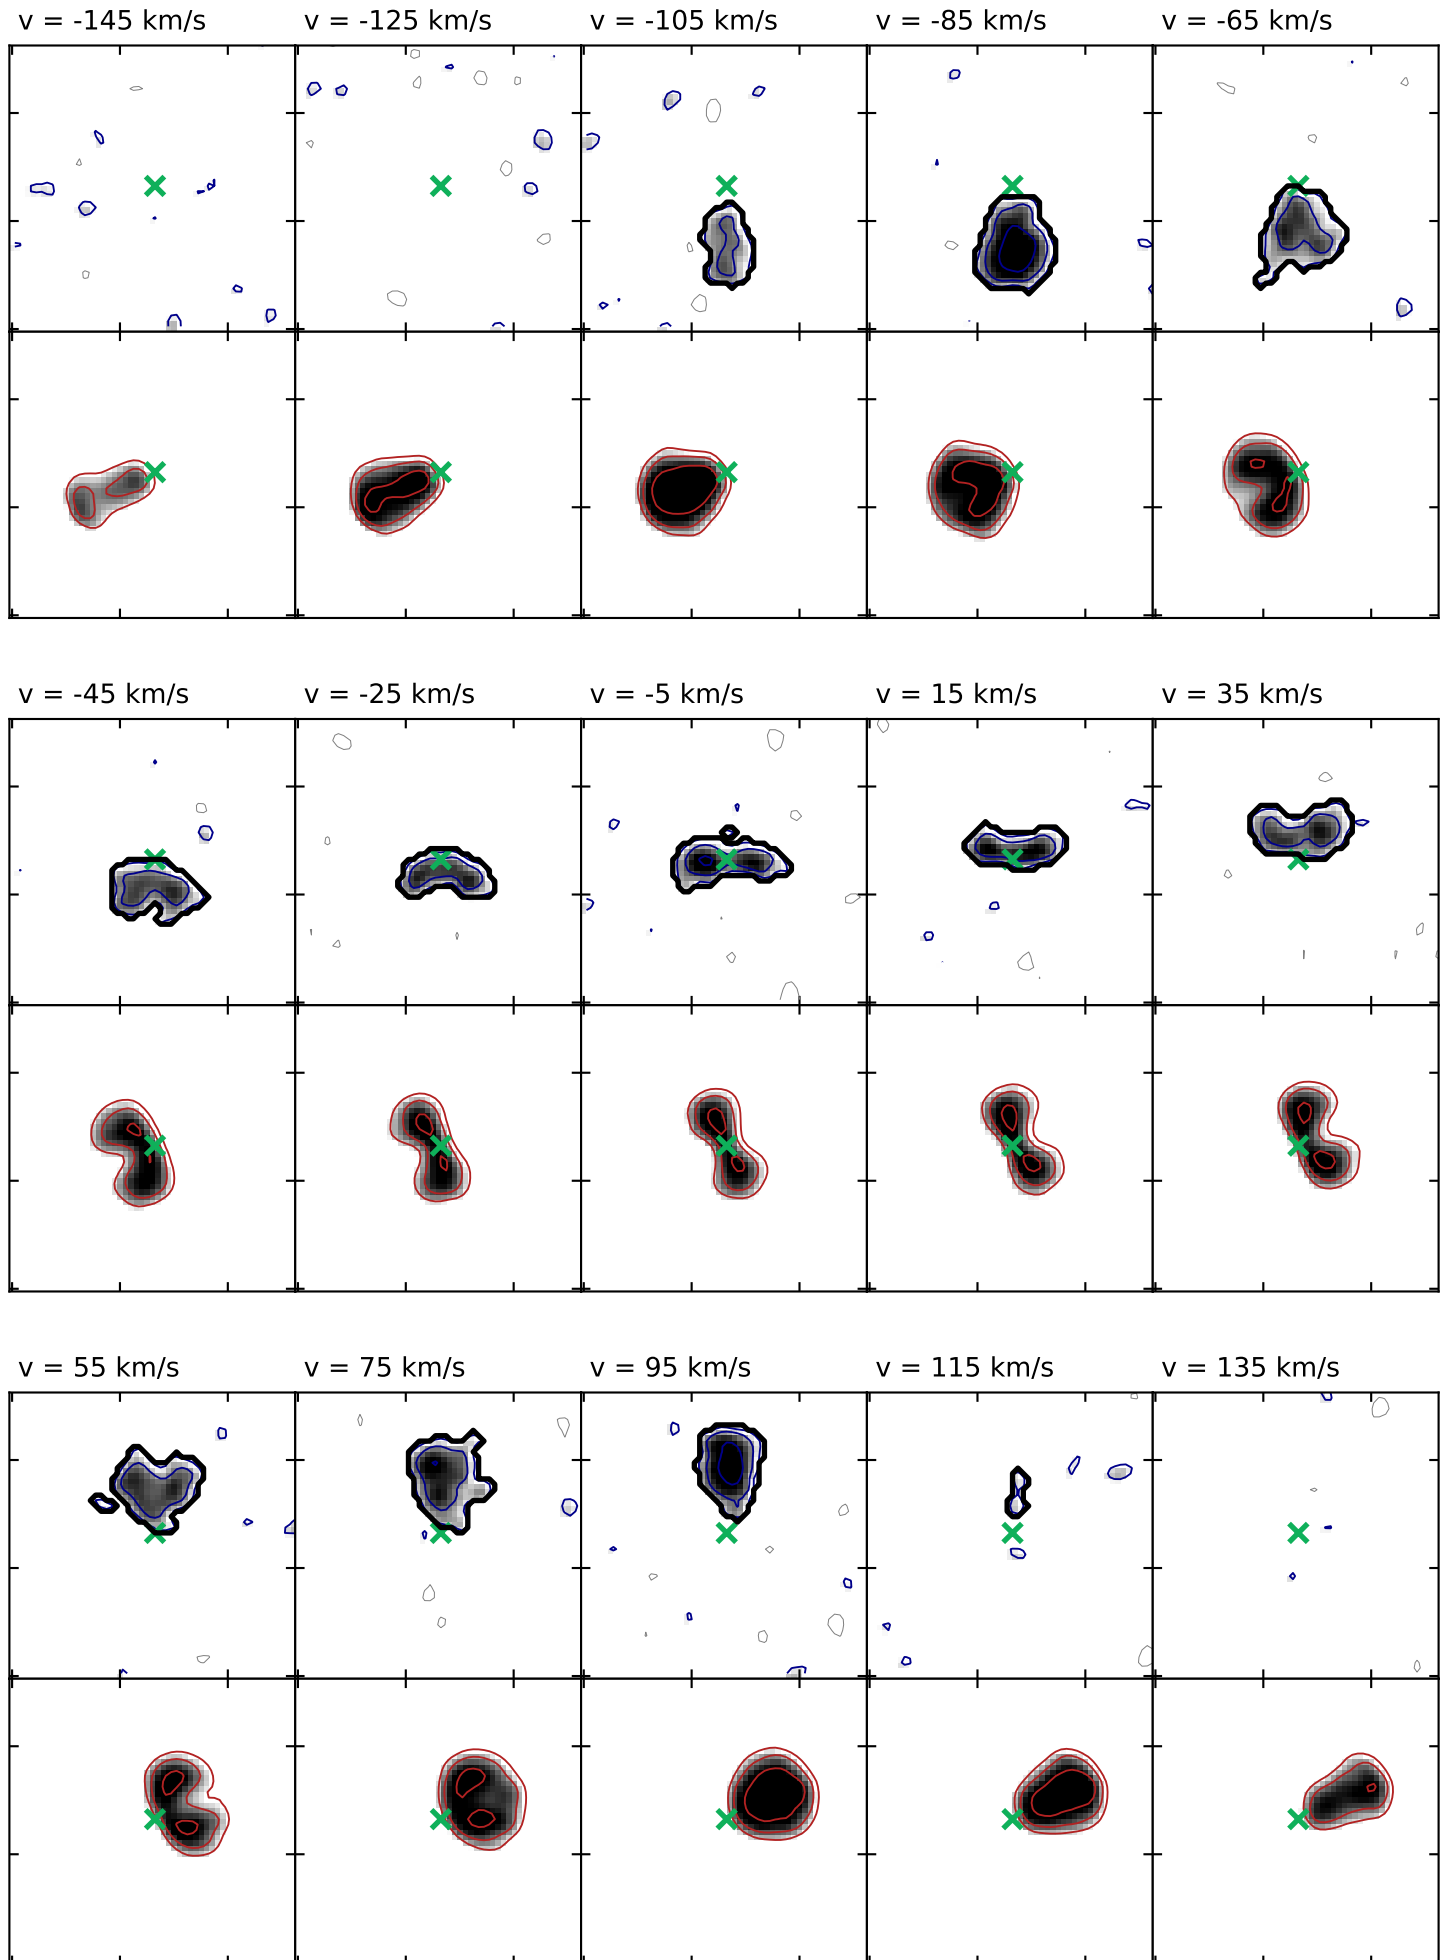 v = -145 km/s v = -125 km/s v = -105 km/s v = -85 km/s v = -65 km/s
v = -45 km/s v = -25 km/s v = -5 km/s v = 15 km/s v = 35 km/s
v = 55 km/s v = 75 km/s v = 95 km/s v = 115 km/s v = 135 km/s